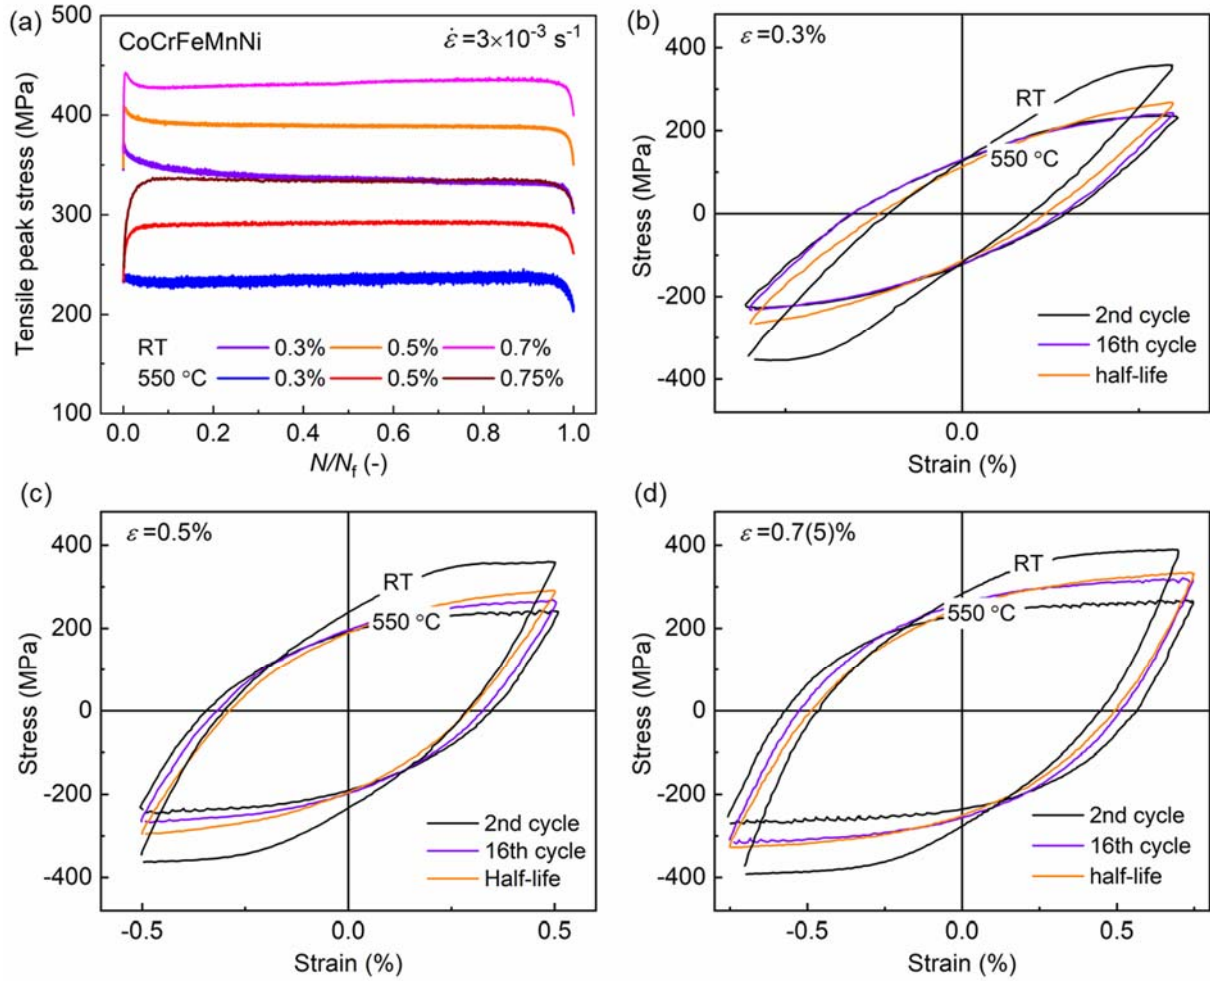 (a)
CoCrFeMnNi
ε̇=3×10⁻³ s⁻¹
Tensile peak stress (MPa)
500
400
300
200
100
RT 0.3% 0.5% 0.7%
550 °C 0.3% 0.5% 0.75%
0.0 0.2 0.4 0.6 0.8 1.0
N/Nf (-)
(b)
ε=0.3%
Stress (MPa)
400
200
0
-200
-400
RT
550 °C
2nd cycle
16th cycle
half-life
0.0
Strain (%)
(c)
ε=0.5%
Stress (MPa)
400
200
0
-200
-400
RT
550 °C
2nd cycle
16th cycle
Half-life
-0.5 0.0 0.5
Strain (%)
(d)
ε=0.7(5)%
Stress (MPa)
400
200
0
-200
-400
RT
550 °C
2nd cycle
16th cycle
half-life
-0.5 0.0 0.5
Strain (%)